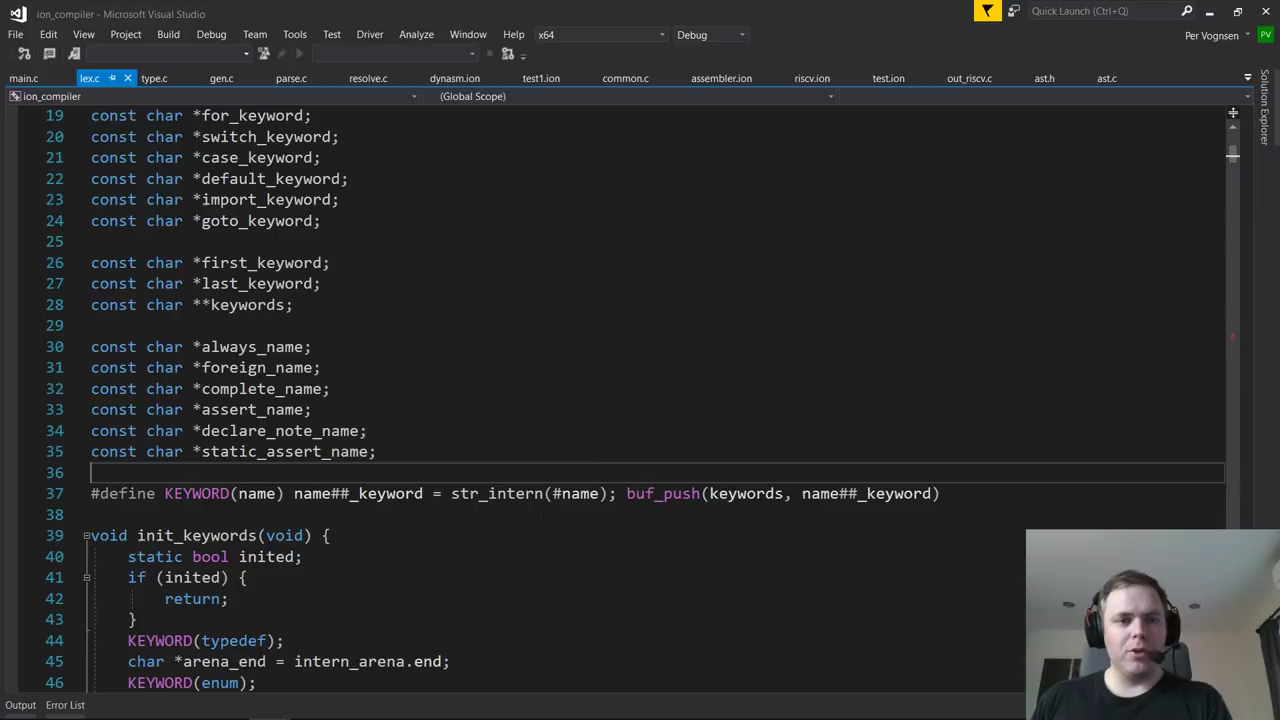 ion_compiler - Microsoft Visual Studio
Quick Launch (Ctrl+Q)
File Edit View Project Build Debug Team Tools Test Driver Analyze Window Help x64 Debug
Per Vognsen PV
main.c lex.c type.c gen.c parse.c resolve.c dynasm.ion test1.ion common.c assembler.ion riscv.ion test.ion out_riscv.c ast.h ast.c
ion_compiler (Global Scope)
Solution Explorer
19 const char *for_keyword;
20 const char *switch_keyword;
21 const char *case_keyword;
22 const char *default_keyword;
23 const char *import_keyword;
24 const char *goto_keyword;
25
26 const char *first_keyword;
27 const char *last_keyword;
28 const char **keywords;
29
30 const char *always_name;
31 const char *foreign_name;
32 const char *complete_name;
33 const char *assert_name;
34 const char *declare_note_name;
35 const char *static_assert_name;
36
37 #define KEYWORD(name) name##_keyword = str_intern(#name); buf_push(keywords, name##_keyword)
38
39 void init_keywords(void) {
40 static bool inited;
41 if (inited) {
42 return;
43 }
44 KEYWORD(typedef);
45 char *arena_end = intern_arena.end;
46 KEYWORD(enum);
Output Error List